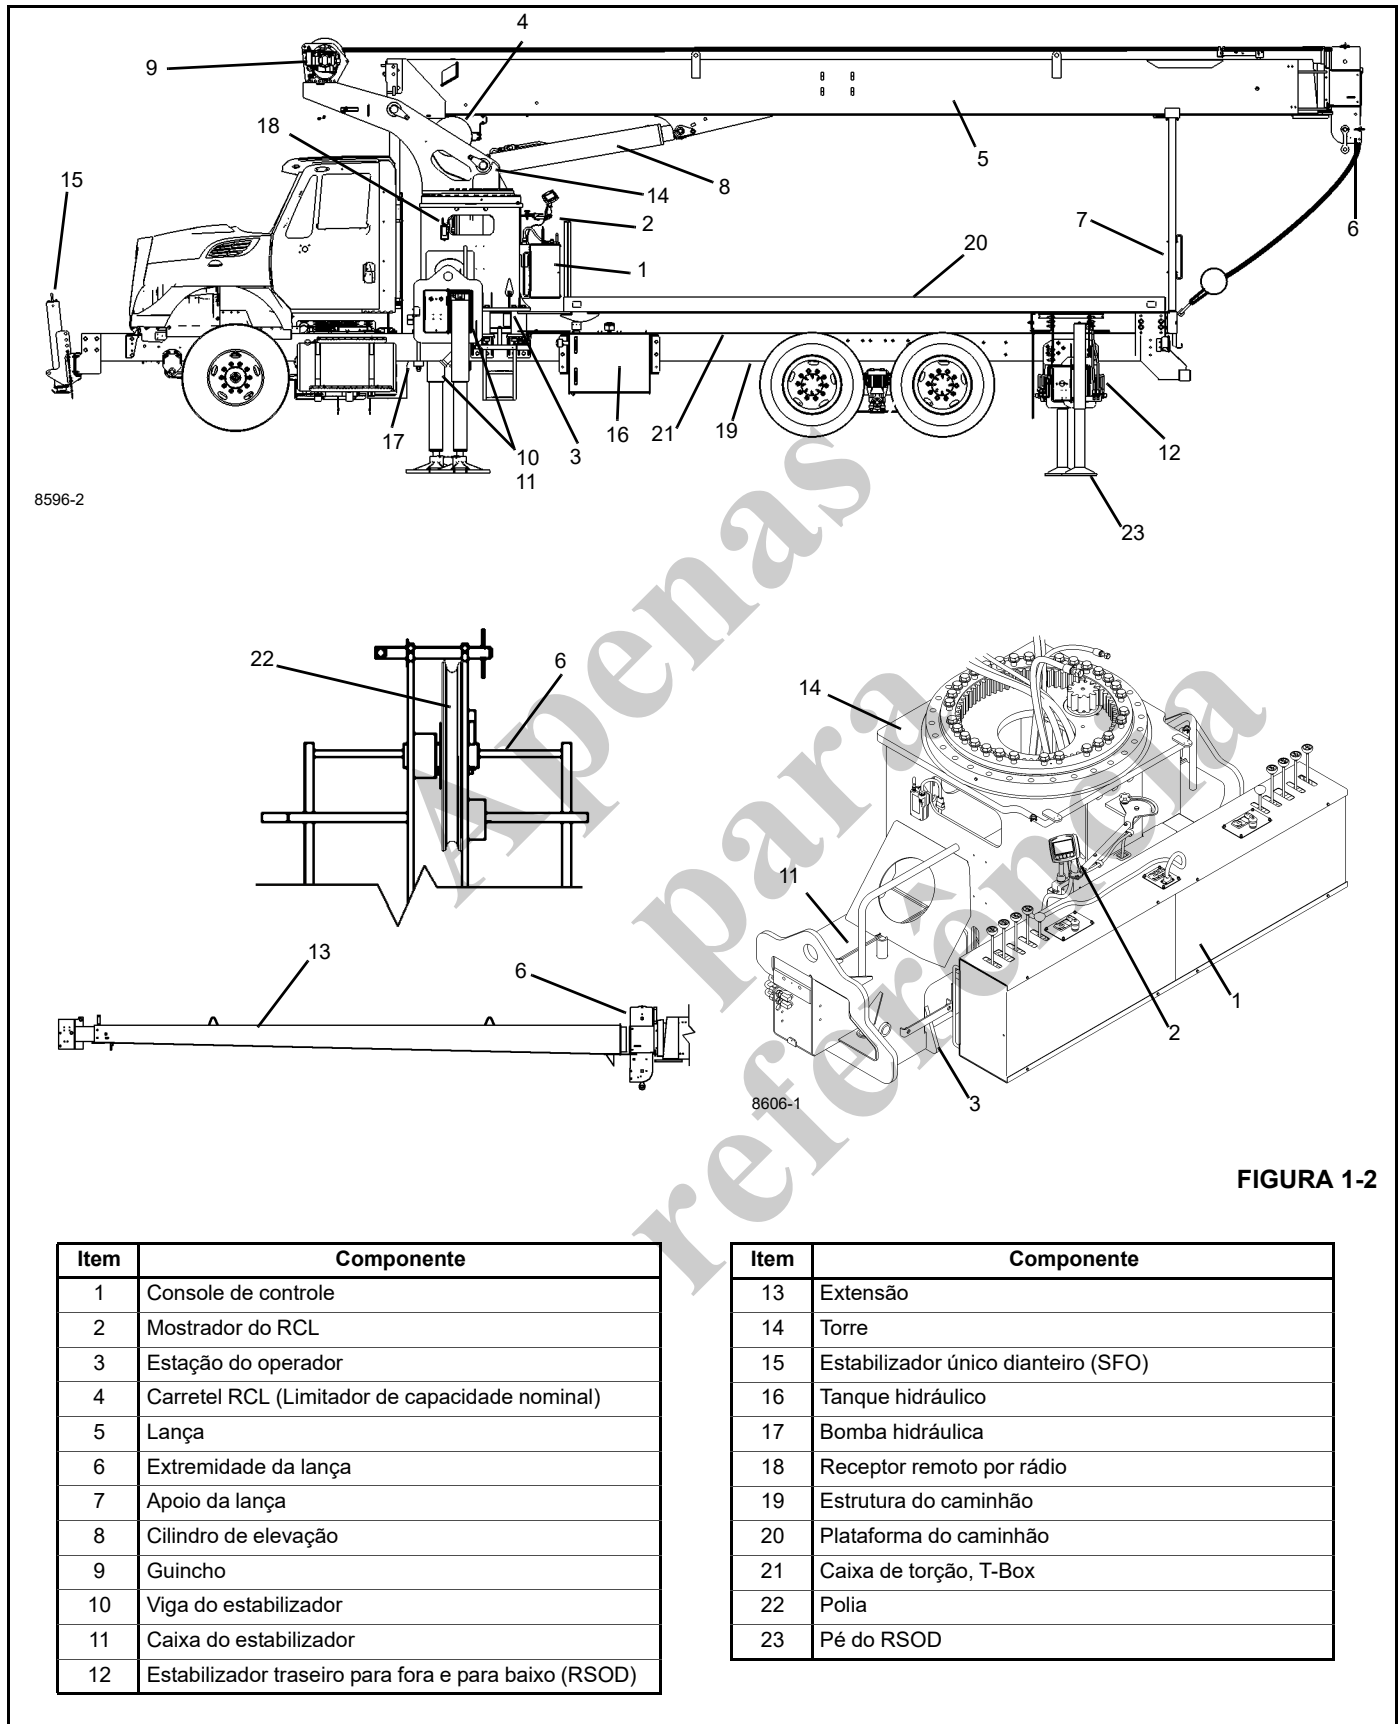 4
9
18
5
15
14
8
2
7
6
20
1
17
10
11
3
16
21
19
12
23
8596-2
22
6
14
11
13
6
1
2
3
8606-1
Apenas
para
referência
FIGURA 1-2
Item Componente
1 Console de controle
2 Mostrador do RCL
3 Estação do operador
4 Carretel RCL (Limitador de capacidade nominal)
5 Lança
6 Extremidade da lança
7 Apoio da lança
8 Cilindro de elevação
9 Guincho
10 Viga do estabilizador
11 Caixa do estabilizador
12 Estabilizador traseiro para fora e para baixo (RSOD)
Item Componente
13 Extensão
14 Torre
15 Estabilizador único dianteiro (SFO)
16 Tanque hidráulico
17 Bomba hidráulica
18 Receptor remoto por rádio
19 Estrutura do caminhão
20 Plataforma do caminhão
21 Caixa de torção, T-Box
22 Polia
23 Pé do RSOD